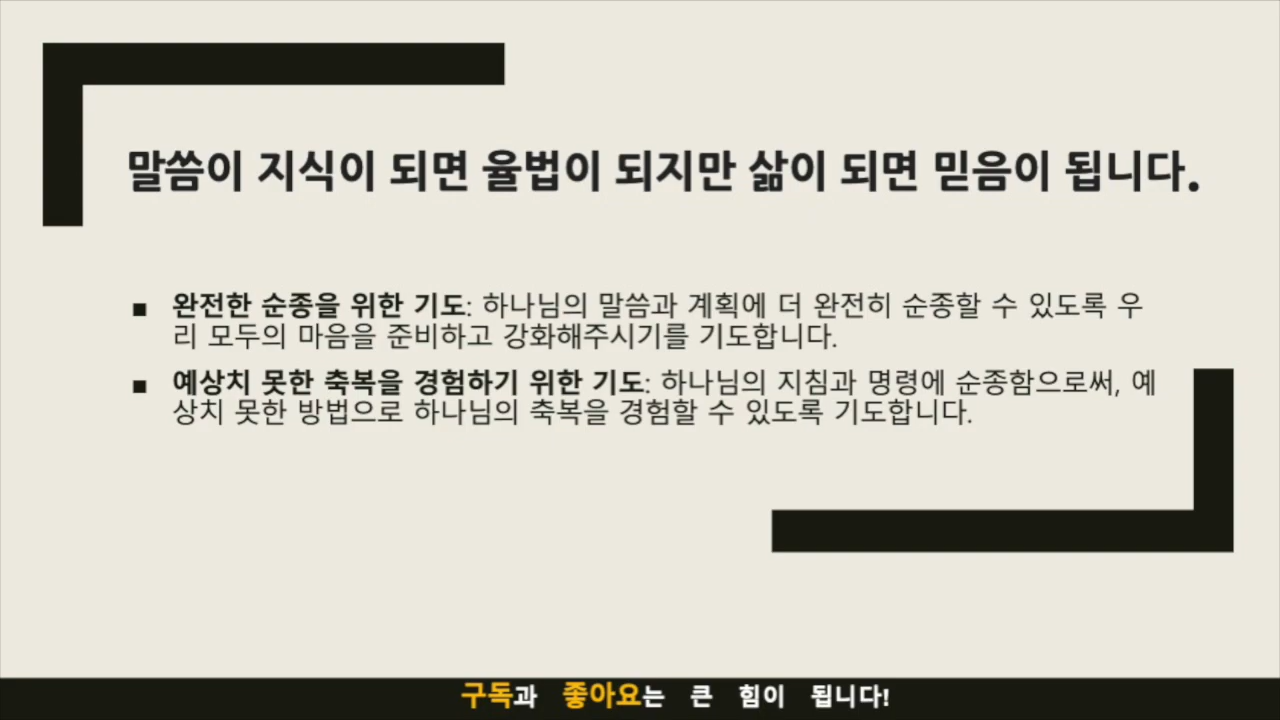 말씀이 지식이 되면 율법이 되지만 삶이 되면 믿음이 됩니다.
■ 완전한 순종을 위한 기도: 하나님의 말씀과 계획에 더 완전히 순종할 수 있도록 우
리 모두의 마음을 준비하고 강화해주시기를 기도합니다.
■ 예상치 못한 축복을 경험하기 위한 기도: 하나님의 지침과 명령에 순종함으로써, 예
상치 못한 방법으로 하나님의 축복을 경험할 수 있도록 기도합니다.
구독과 좋아요는 큰 힘이 됩니다!